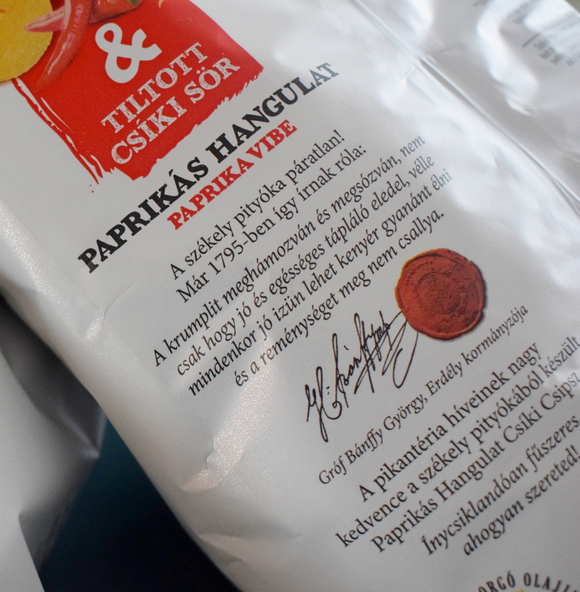 &
TILTOTT
CSÍKI SÖR
PAPRIKÁS HANGULAT
PAPRIKA VIBE
A székely pityóka páratlan!
Már 1795-ben így írnak róla:
A krumplit meghámozván és megsózván, nem
csak hogy jó és egésséges tápláló eledel, vélle
mindenkor jó izün lehet kenyér gyanánt élni
és a reménységet meg nem csallya.
Gróf Bánffy György, Erdély kormányzója
A pikantéria híveinek nagy
kedvence a székely pityókából készült
Paprikás Hangulat Csíki Csipsz
Ínycsiklandóan fűszeres
ahogyan szereted!